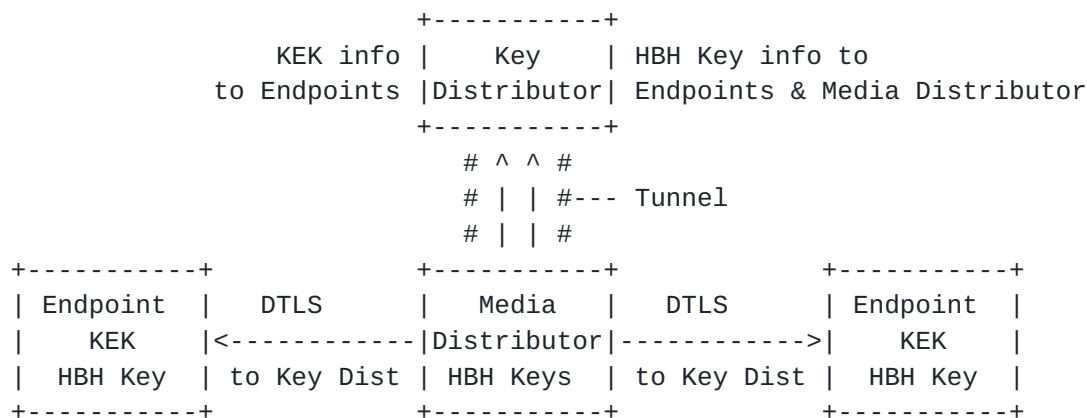 +-----------+
KEK info |    Key    | HBH Key info to
to Endpoints |Distributor| Endpoints & Media Distributor
+-----------+
# ^ ^ #
# | | #--- Tunnel
# | | #
+-----------+             +-----------+             +-----------+
| Endpoint  |   DTLS      |   Media   |   DTLS      | Endpoint  |
|    KEK    |<------------|Distributor|------------>|    KEK    |
|  HBH Key  | to Key Dist | HBH Keys  | to Key Dist |  HBH Key  |
+-----------+             +-----------+             +-----------+